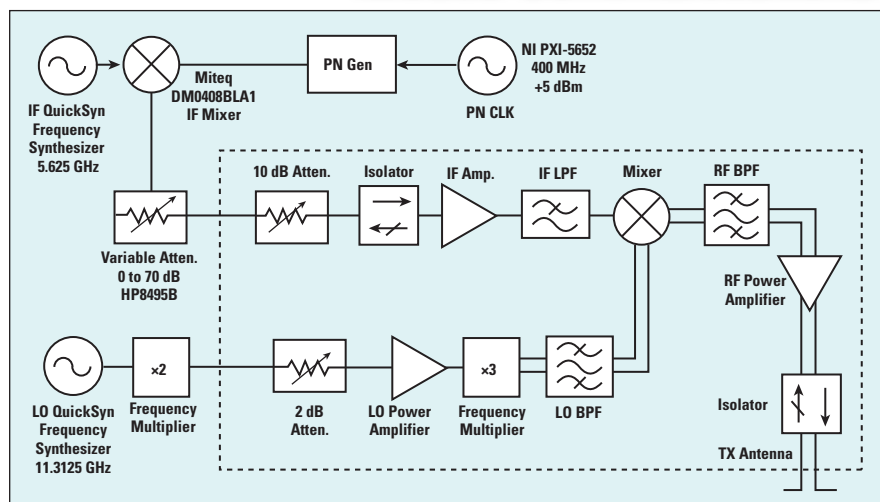 IF QuickSyn
Frequency
Synthesizer
5.625 GHz
Miteq
DM0408BLA1
IF Mixer
PN Gen
NI PXI-5652
400 MHz
+5 dBm
PN CLK
Variable Atten.
0 to 70 dB
HP8495B
10 dB Atten.
Isolator
IF Amp.
IF LPF
Mixer
RF BPF
RF Power
Amplifier
LO QuickSyn
Frequency
Synthesizer
11.3125 GHz
×2
Frequency
Multiplier
2 dB
Atten.
LO Power
Amplifier
×3
Frequency
Multiplier
LO BPF
Isolator
TX Antenna